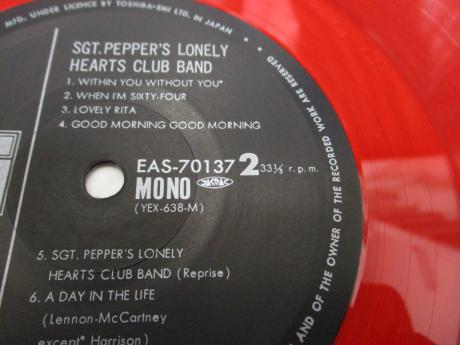 MFD. UNDER LICENCE BY TOSHIBA-EMI LTD. IN JAPAN
SGT. PEPPER'S LONELY
HEARTS CLUB BAND
1. WITHIN YOU WITHOUT YOU*
2. WHEN I'M SIXTY-FOUR
3. LOVELY RITA
4. GOOD MORNING GOOD MORNING
EAS-70137 2 33⅓ r.p.m.
MONO JASRAC
(YEX-638-M)
5. SGT. PEPPER'S LONELY
HEARTS CLUB BAND (Reprise)
6. A DAY IN THE LIFE
(Lennon-McCartney
except* Harrison)
AND OF THE OWNER OF THE RECORDED WORK ARE RESERVED